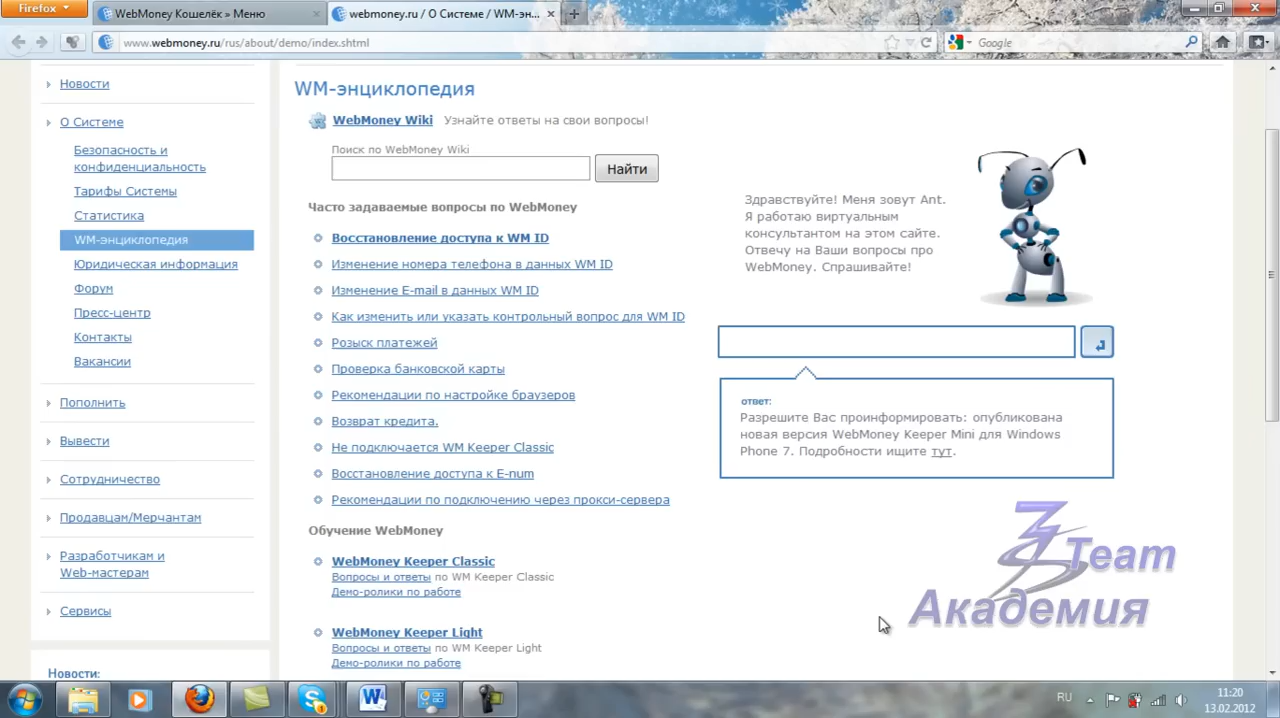 Firefox
WebMoney Кошелёк » Меню
webmoney.ru / О Системе / WM-эн...
www.webmoney.ru/rus/about/demo/index.shtml
Google
Новости
О Системе
Безопасность и
конфиденциальность
Тарифы Системы
Статистика
WM-энциклопедия
Юридическая информация
Форум
Пресс-центр
Контакты
Вакансии
Пополнить
Вывести
Сотрудничество
Продавцам/Мерчантам
Разработчикам и
Web-мастерам
Сервисы
Новости:
WM-энциклопедия
WebMoney Wiki Узнайте ответы на свои вопросы!
Поиск по WebMoney Wiki
Найти
Часто задаваемые вопросы по WebMoney
Восстановление доступа к WM ID
Изменение номера телефона в данных WM ID
Изменение E-mail в данных WM ID
Как изменить или указать контрольный вопрос для WM ID
Розыск платежей
Проверка банковской карты
Рекомендации по настройке браузеров
Возврат кредита.
Не подключается WM Keeper Classic
Восстановление доступа к E-num
Рекомендации по подключению через прокси-сервера
Обучение WebMoney
WebMoney Keeper Classic
Вопросы и ответы по WM Keeper Classic
Демо-ролики по работе
WebMoney Keeper Light
Вопросы и ответы по WM Keeper Light
Демо-ролики по работе
Здравствуйте! Меня зовут Ant.
Я работаю виртуальным
консультантом на этом сайте.
Отвечу на Ваши вопросы про
WebMoney. Спрашивайте!
ответ:
Разрешите Вас проинформировать: опубликована
новая версия WebMoney Keeper Mini для Windows
Phone 7. Подробности ищите тут.
Team
Академия
RU
11:20
13.02.2012